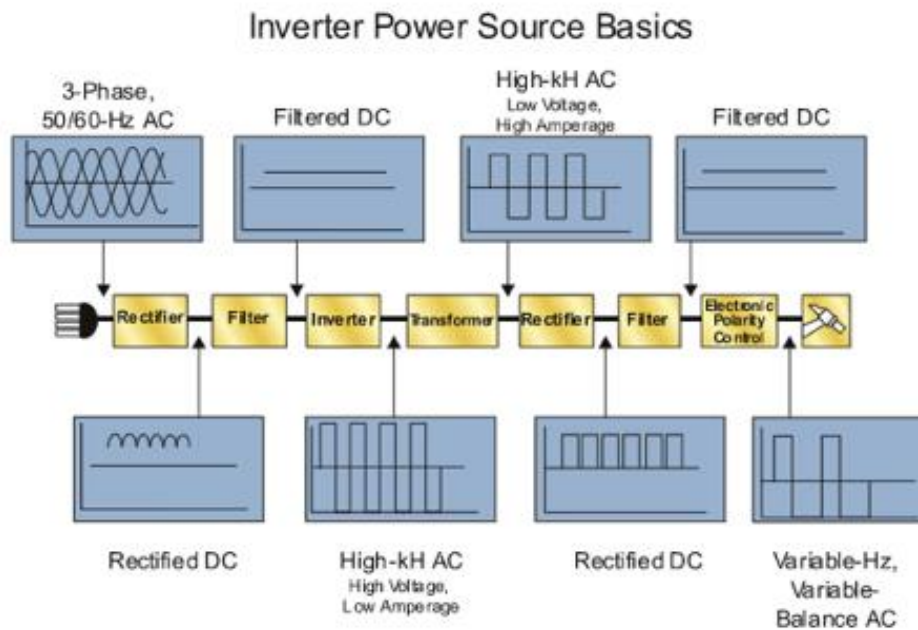 Inverter Power Source Basics
3-Phase,
50/60-Hz AC
Filtered DC
High-kH AC
Low Voltage,
High Amperage
Filtered DC
Rectifier
Filter
Inverter
Transformer
Rectifier
Filter
Electronic
Polarity
Control
Rectified DC
High-kH AC
High Voltage,
Low Amperage
Rectified DC
Variable-Hz,
Variable-
Balance AC